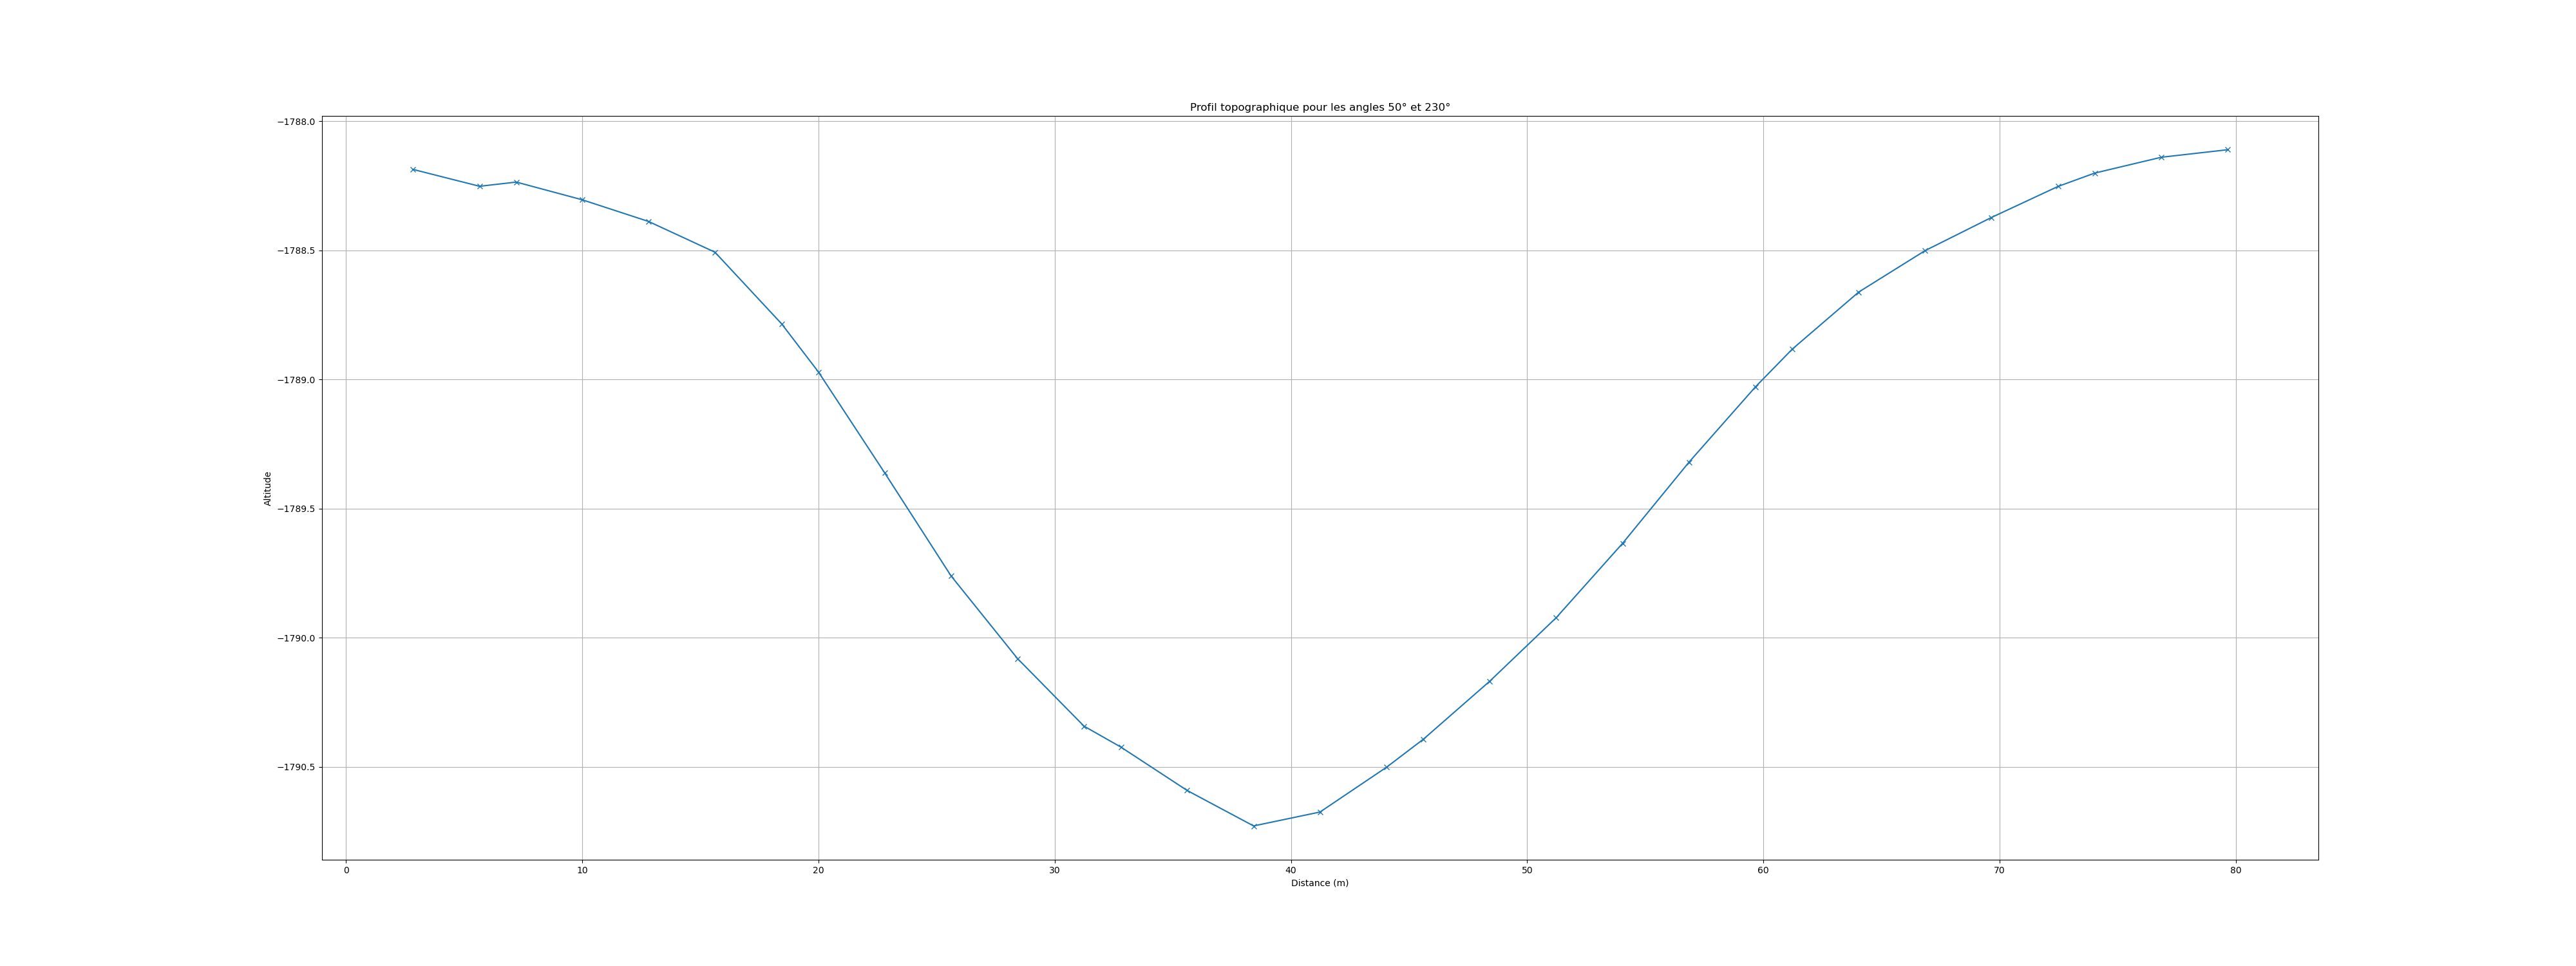 Profil topographique pour les angles 50° et 230°
−1788.0
−1788.5
−1789.0
−1789.5
−1790.0
−1790.5
Altitude
0 10 20 30 40 50 60 70 80
Distance (m)